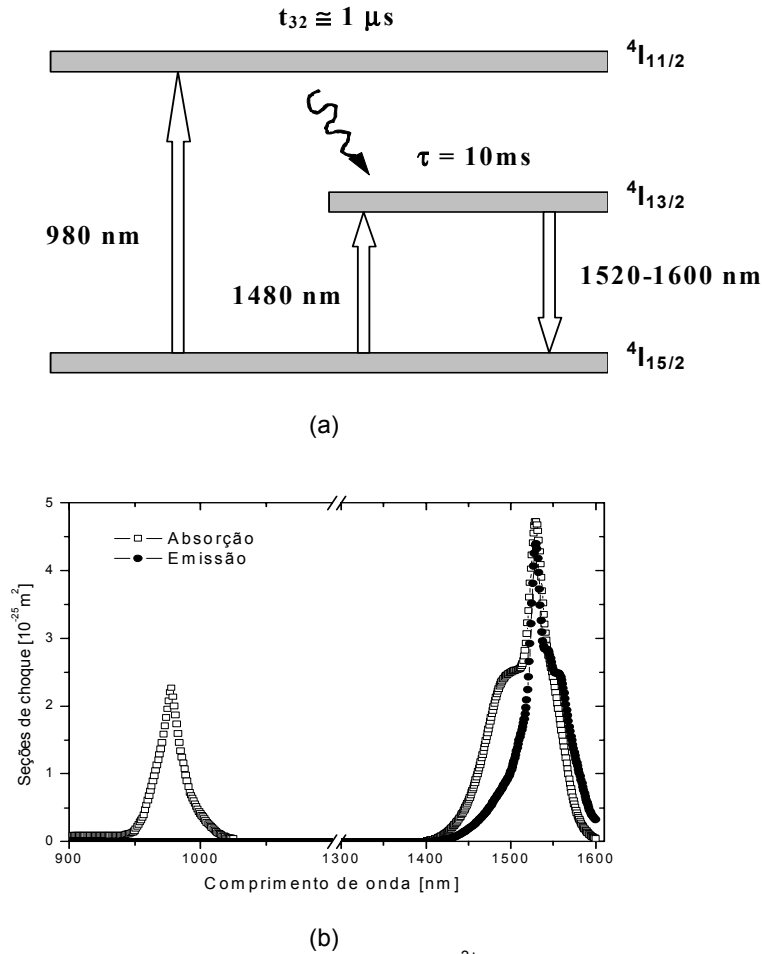 t32 ≅ 1 µs
4I11/2
τ = 10ms
4I13/2
980 nm
1480 nm
1520-1600 nm
4I15/2
(a)
5
4
3
2
1
0
Seções de choque [10-25m2]
Absorção
Emissão
900 1000 1300 1400 1500 1600
Comprimento de onda [nm]
(b)